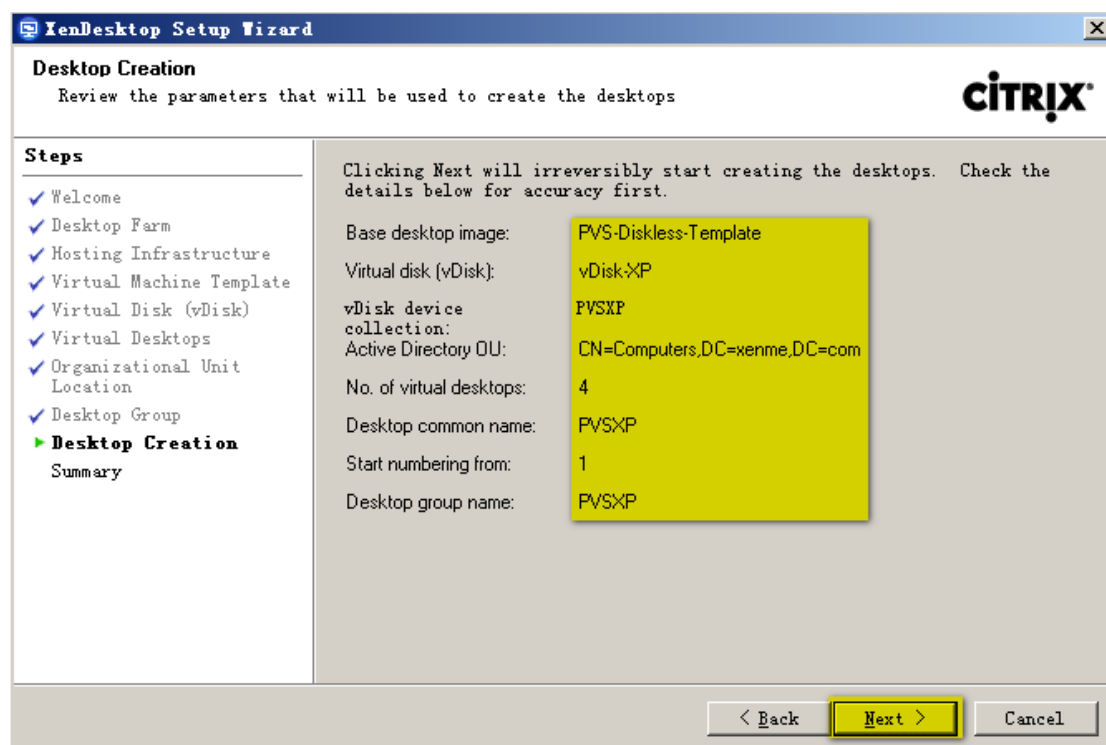 XenDesktop Setup Wizard
Desktop Creation
Review the parameters that will be used to create the desktops
CİTRIX
Steps
Welcome
Desktop Farm
Hosting Infrastructure
Virtual Machine Template
Virtual Disk (vDisk)
Virtual Desktops
Organizational Unit
Location
Desktop Group
Desktop Creation
Summary
Clicking Next will irreversibly start creating the desktops. Check the
details below for accuracy first.
Base desktop image: PVS-Diskless-Template
Virtual disk (vDisk): vDisk-XP
vDisk device PVSXP
collection:
Active Directory OU: CN=Computers,DC=xenme,DC=com
No. of virtual desktops: 4
Desktop common name: PVSXP
Start numbering from: 1
Desktop group name: PVSXP
< Back Next > Cancel